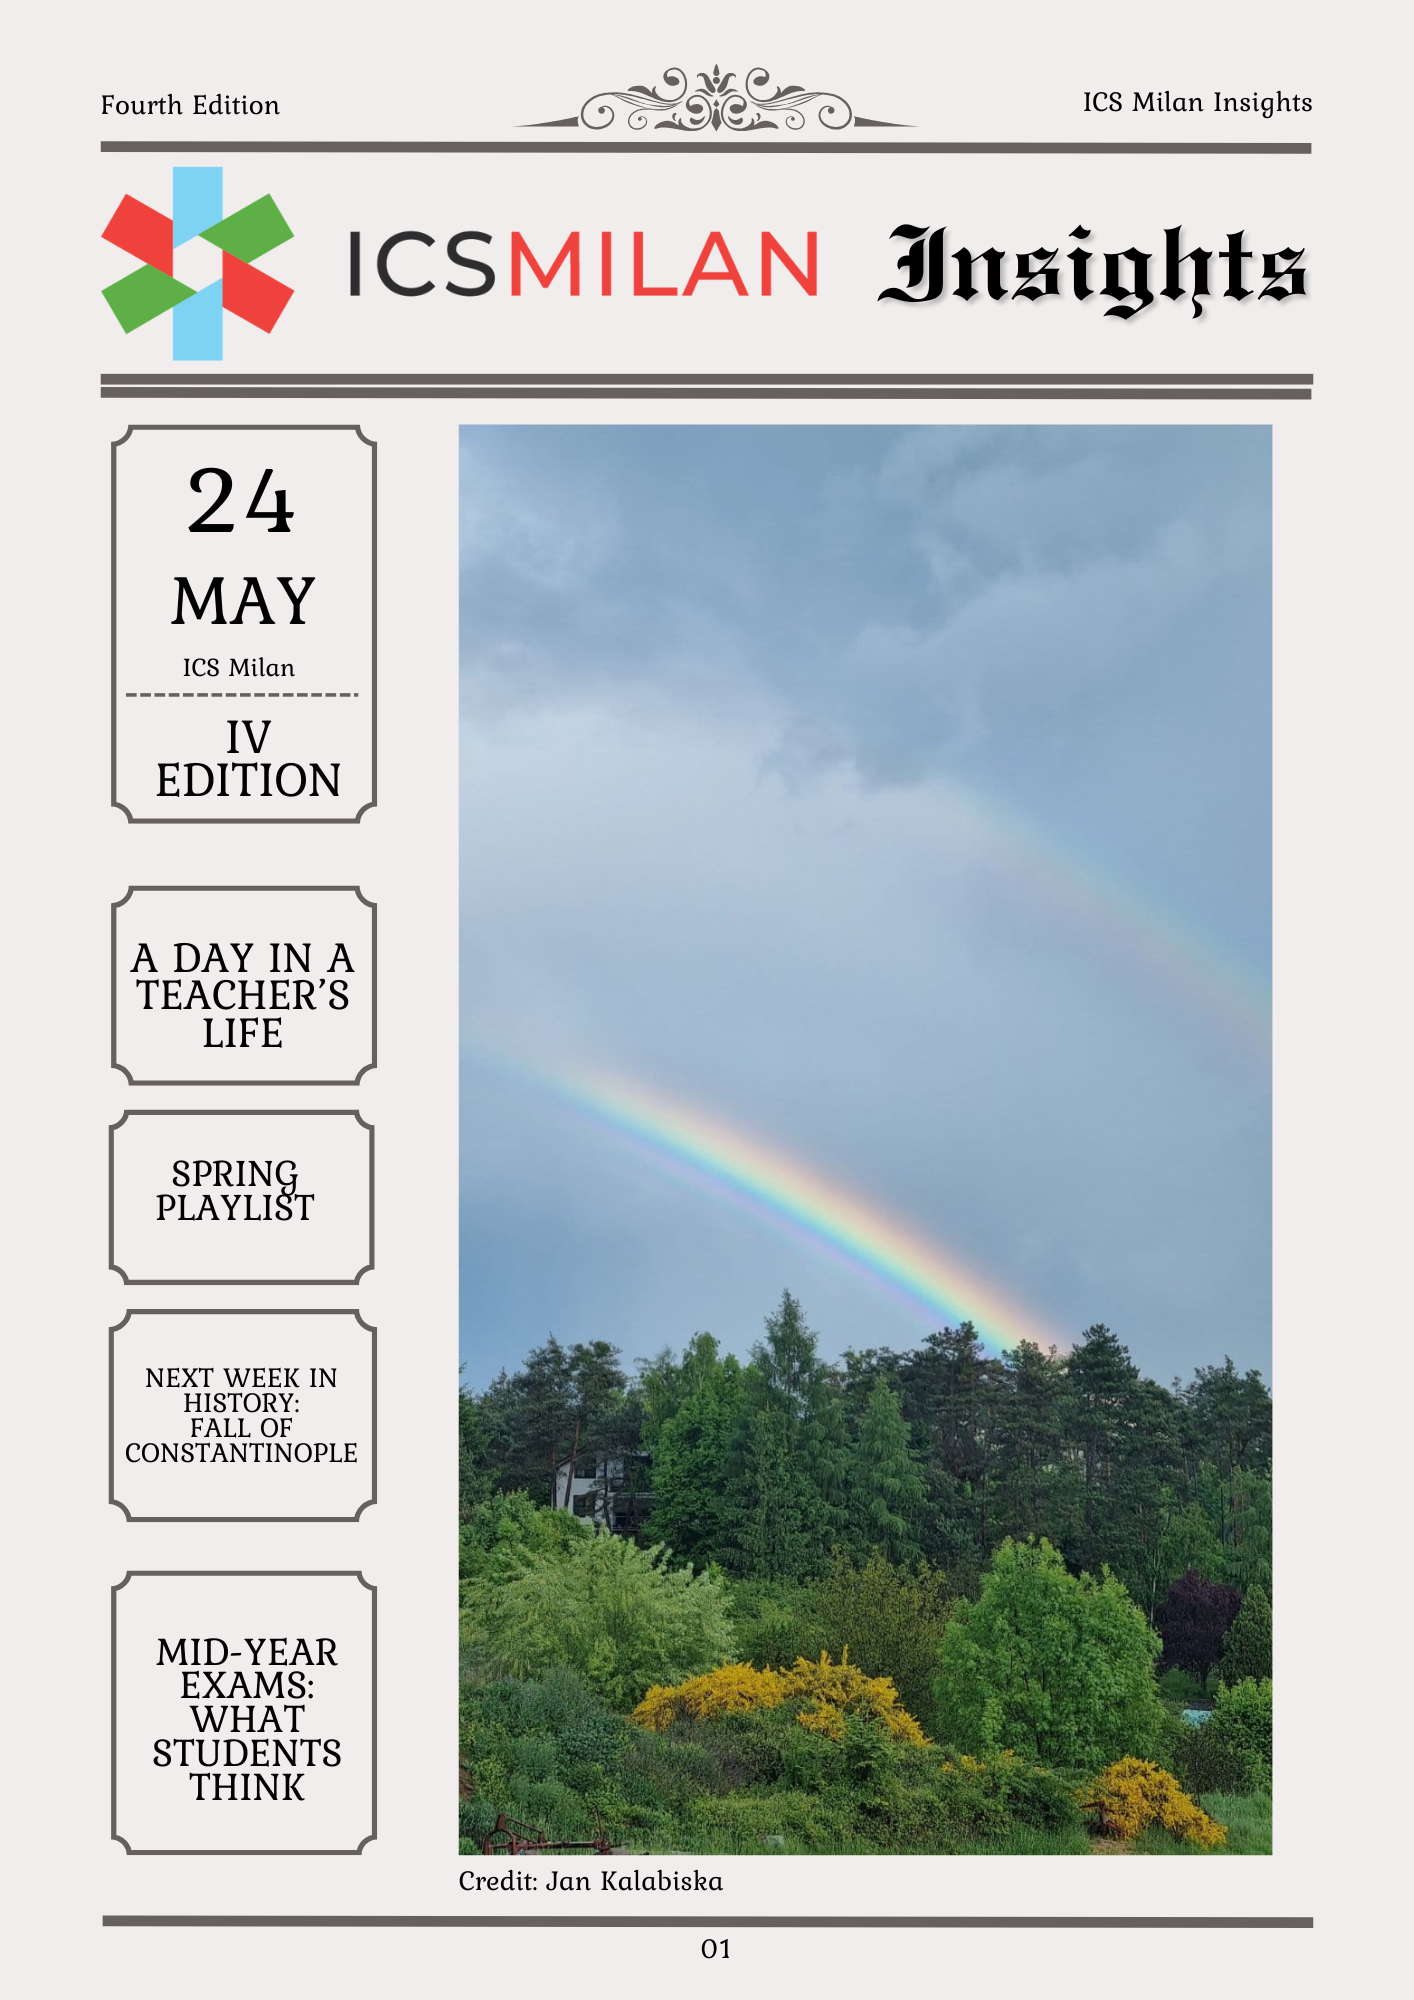 Fourth Edition
ICS Milan Insights
ICSMILAN Insights
24
MAY
ICS Milan
IV
EDITION
A DAY IN A
TEACHER’S
LIFE
SPRING
PLAYLIST
NEXT WEEK IN
HISTORY:
FALL OF
CONSTANTINOPLE
MID-YEAR
EXAMS:
WHAT
STUDENTS
THINK
Credit: Jan Kalabiska
01